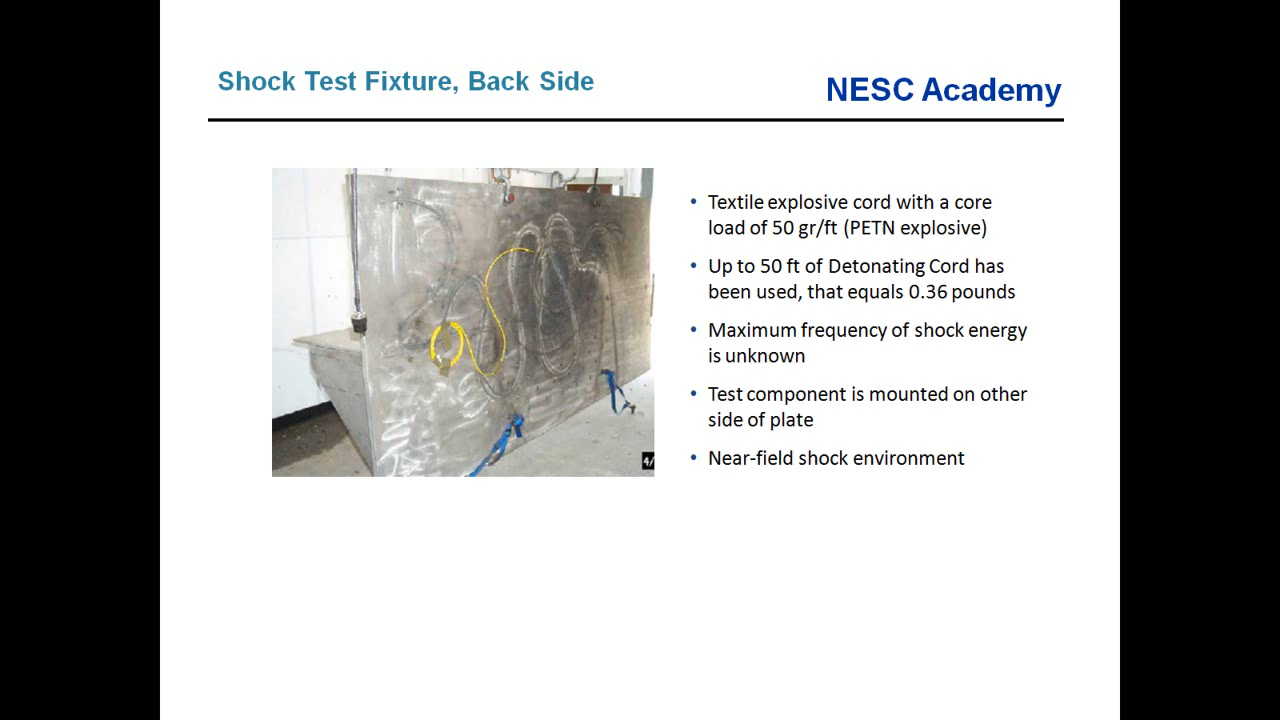 Shock Test Fixture, Back Side
NESC Academy
• Textile explosive cord with a core
load of 50 gr/ft (PETN explosive)
• Up to 50 ft of Detonating Cord has
been used, that equals 0.36 pounds
• Maximum frequency of shock energy
is unknown
• Test component is mounted on other
side of plate
• Near-field shock environment
4/